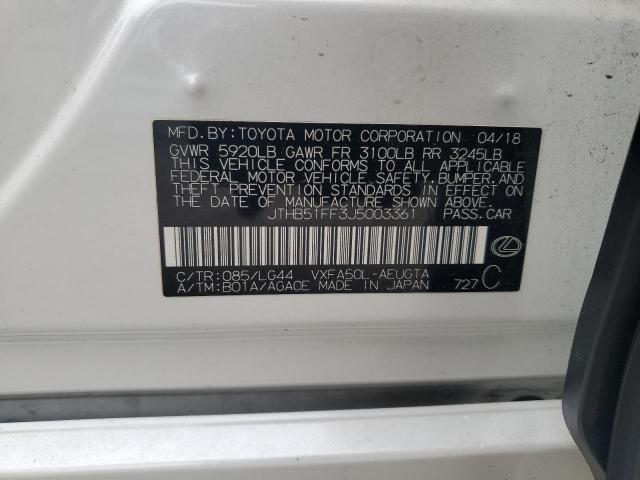 MFD. BY: TOYOTA MOTOR CORPORATION 04/18
GVWR 5920LB GAWR FR 3100LB RR 3245LB
THIS VEHICLE CONFORMS TO ALL APPLICABLE
FEDERAL MOTOR VEHICLE SAFETY, BUMPER, AND
THEFT PREVENTION STANDARDS IN EFFECT ON
THE DATE OF MANUFACTURE SHOWN ABOVE.
JTHB51FF3J5003361 PASS. CAR
C/TR: 085/LG44 VXFA50L-AEUGTA
A/TM: B01A/AGA0E MADE IN JAPAN 727 C